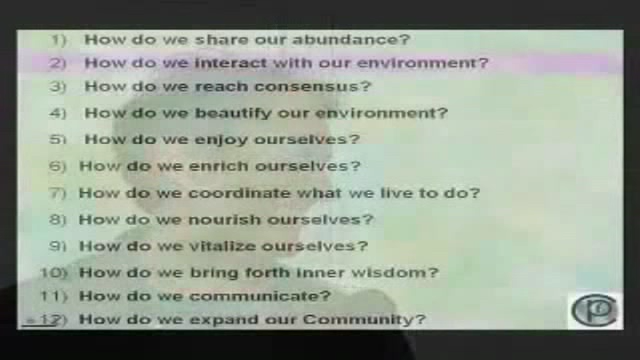 1) How do we share our abundance?
2) How do we interact with our environment?
3) How do we reach consensus?
4) How do we beautify our environment?
5) How do we enjoy ourselves?
6) How do we enrich ourselves?
7) How do we coordinate what we live to do?
8) How do we nourish ourselves?
9) How do we vitalize ourselves?
10) How do we bring forth inner wisdom?
11) How do we communicate?
12) How do we expand our Community?